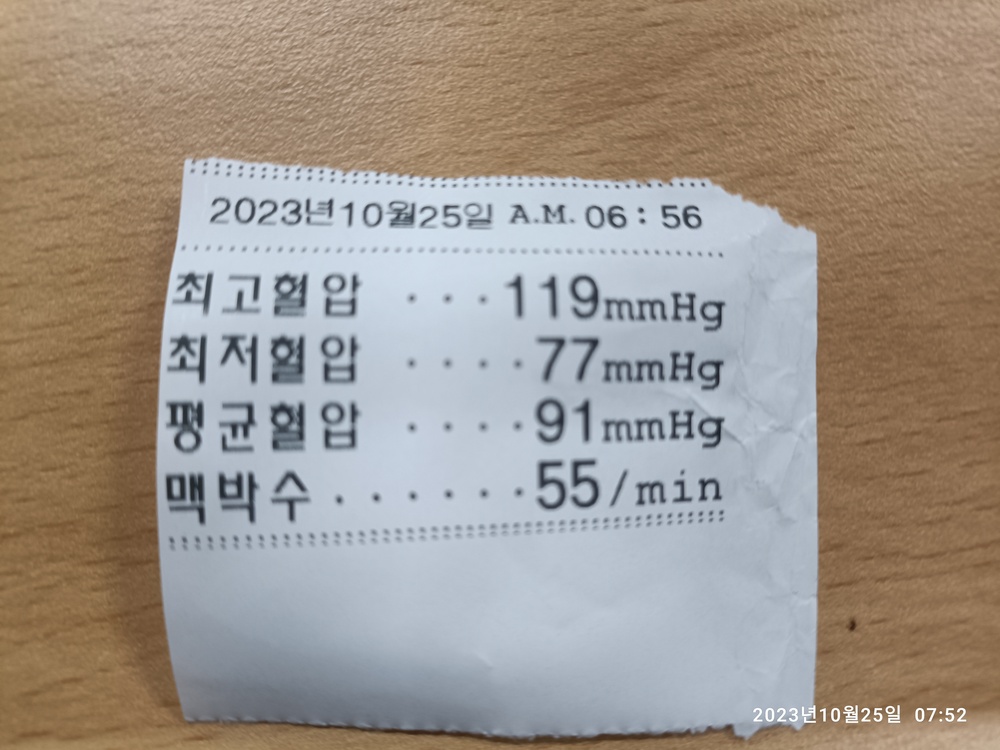 2023년10월25일 A.M. 06:56
최고혈압 ···119mmHg
최저혈압 ····77mmHg
평균혈압 ····91mmHg
맥박수······55/min
2023년10월25일 07:52